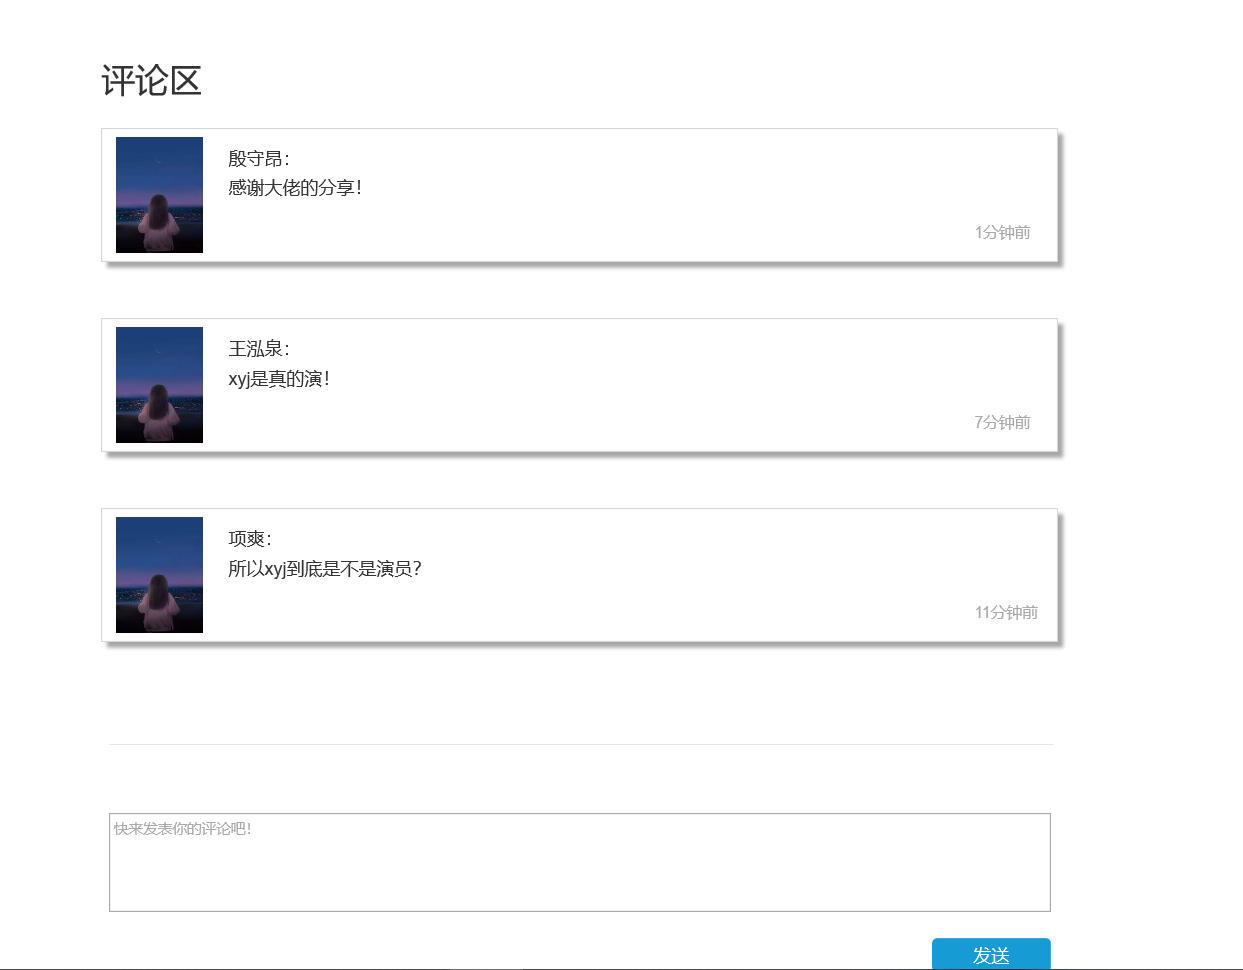 评论区
殷守昂：
感谢大佬的分享！
1分钟前
王泓泉：
xyj是真的演！
7分钟前
项爽：
所以xyj到底是不是演员？
11分钟前
快来发表你的评论吧！
发送